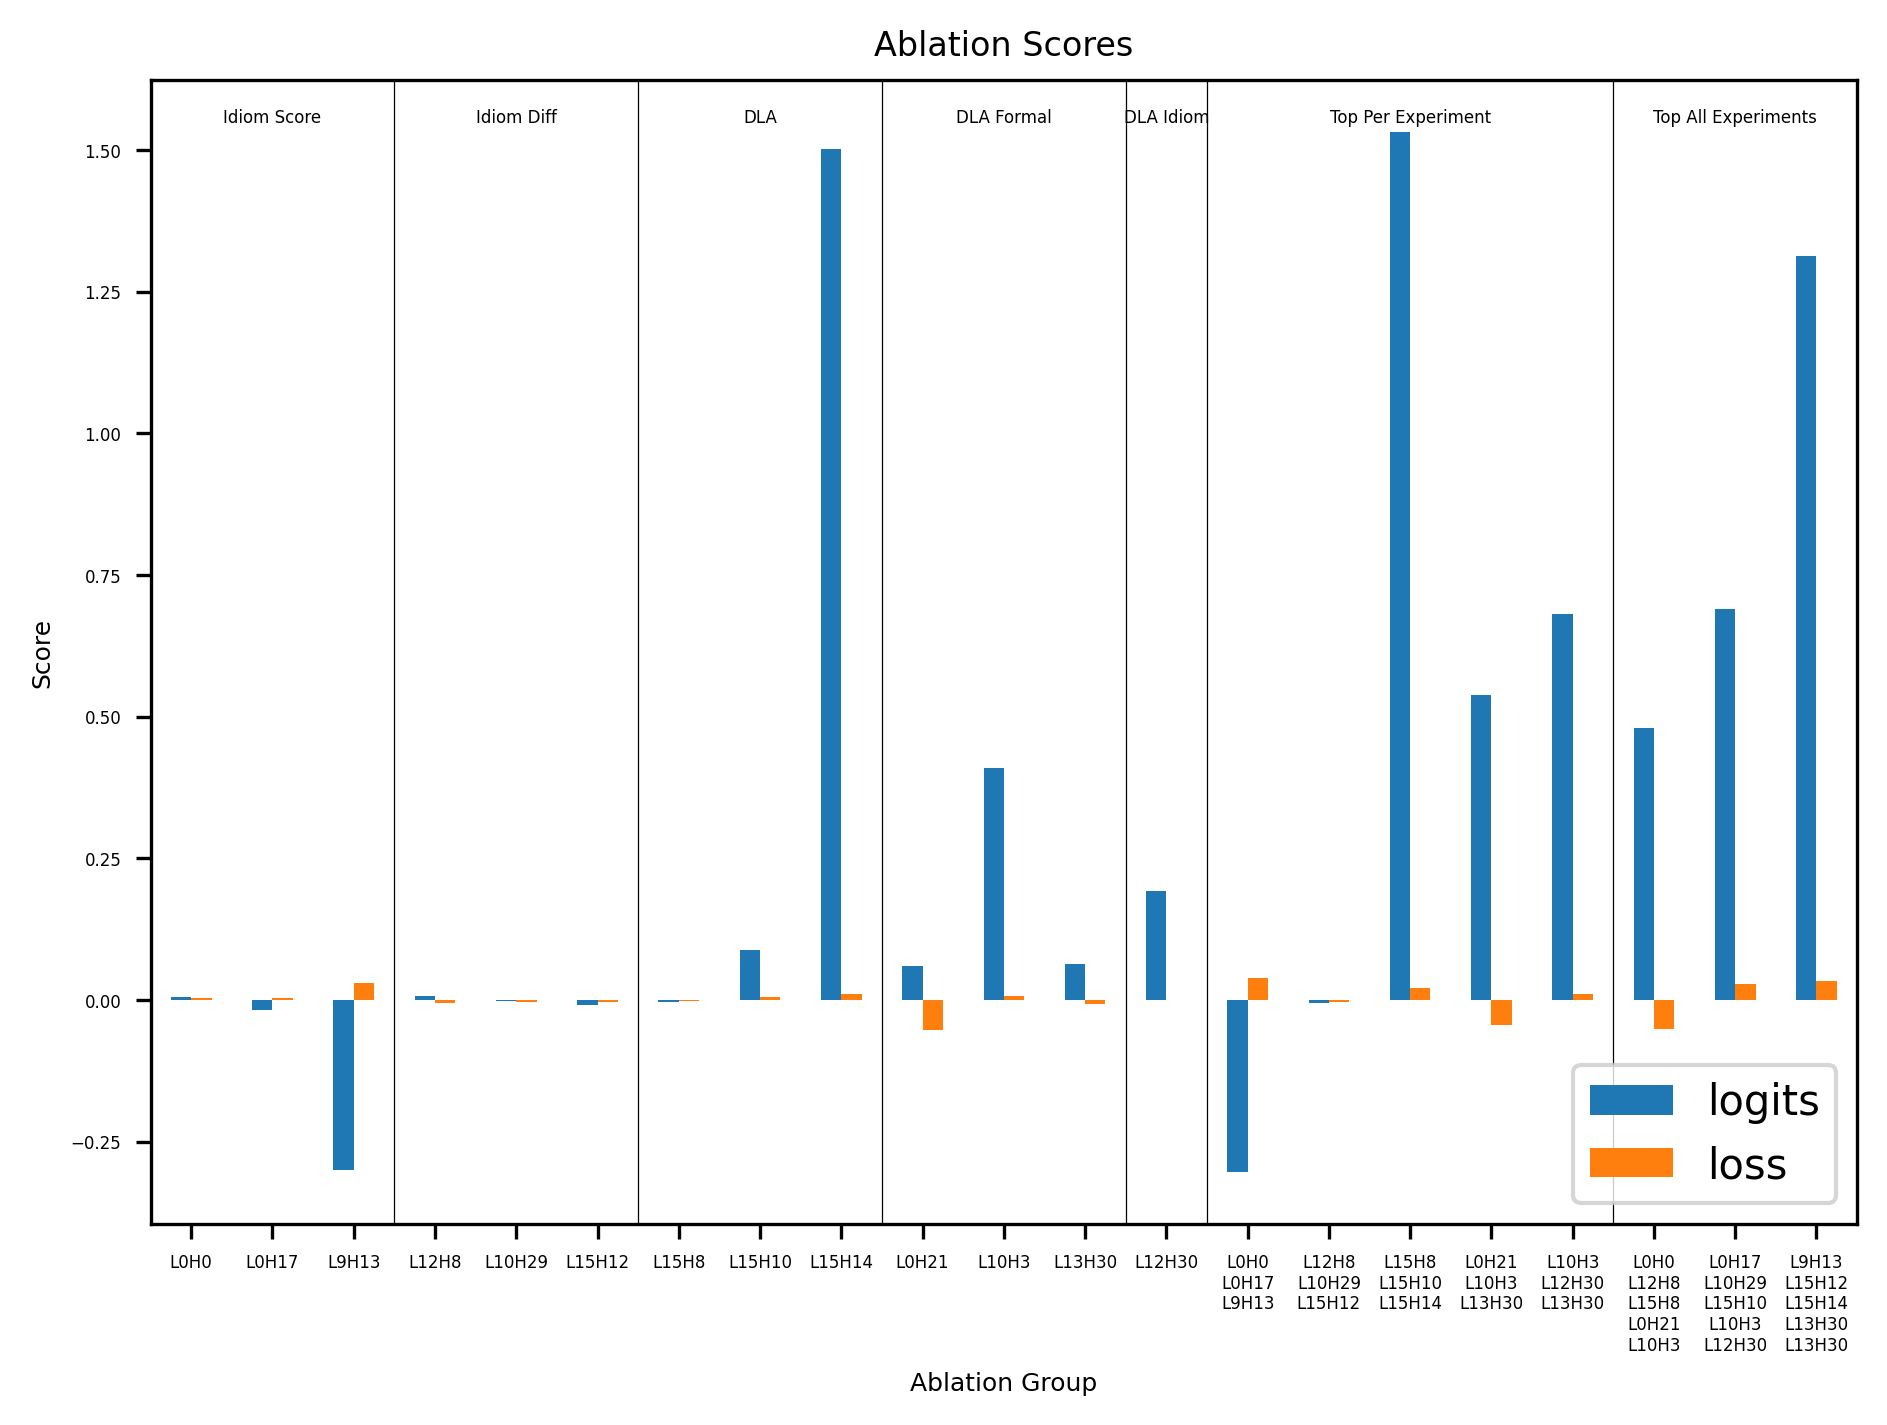 Ablation Scores
Idiom Score
Idiom Diff
DLA
DLA Formal
DLA Idiom
Top Per Experiment
Top All Experiments
1.50
1.25
1.00
0.75
0.50
0.25
0.00
−0.25
Score
logits
loss
L0H0
L0H17
L9H13
L12H8
L10H29
L15H12
L15H8
L15H10
L15H14
L0H21
L10H3
L13H30
L12H30
L0H0
L0H17
L9H13
L12H8
L10H29
L15H12
L15H8
L15H10
L15H14
L0H21
L10H3
L13H30
L10H3
L12H30
L13H30
L0H0
L12H8
L15H8
L0H21
L10H3
L0H17
L10H29
L15H10
L10H3
L12H30
L9H13
L15H12
L15H14
L13H30
L13H30
Ablation Group